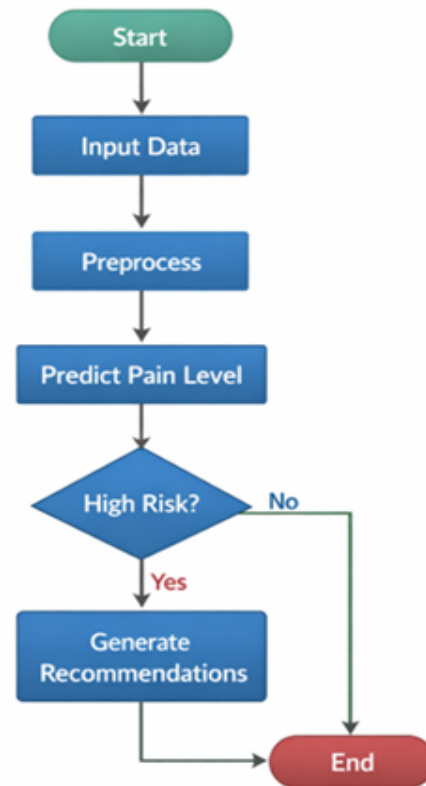 Start
Input Data
Preprocess
Predict Pain Level
High Risk?
No
Yes
Generate
Recommendations
End